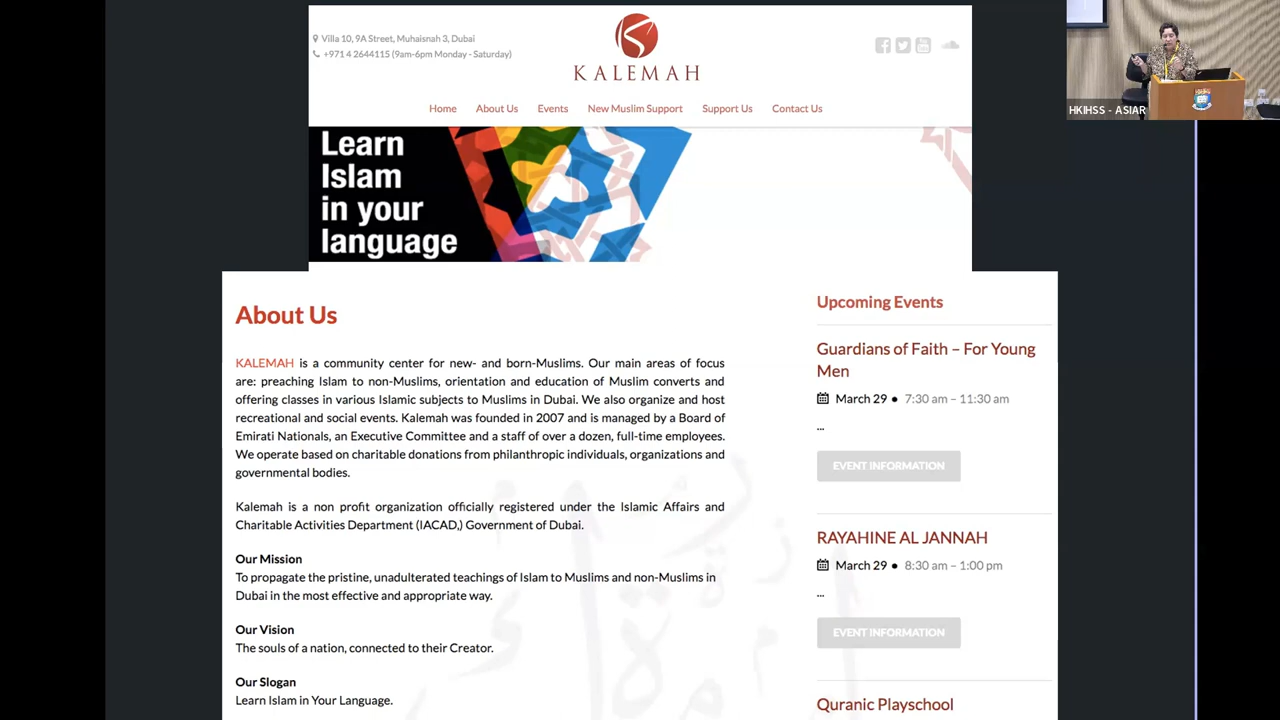 Villa 10, 9A Street, Muhaisnah 3, Dubai
+971 4 2644115 (9am-6pm Monday - Saturday)
KALEMAH
Home About Us Events New Muslim Support Support Us Contact Us
HKIHSS - ASIAR
Learn
Islam
in your
language
About Us
KALEMAH is a community center for new- and born-Muslims. Our main areas of focus
are: preaching Islam to non-Muslims, orientation and education of Muslim converts and
offering classes in various Islamic subjects to Muslims in Dubai. We also organize and host
recreational and social events. Kalemah was founded in 2007 and is managed by a Board of
Emirati Nationals, an Executive Committee and a staff of over a dozen, full-time employees.
We operate based on charitable donations from philanthropic individuals, organizations and
governmental bodies.
Kalemah is a non profit organization officially registered under the Islamic Affairs and
Charitable Activities Department (IACAD,) Government of Dubai.
Our Mission
To propagate the pristine, unadulterated teachings of Islam to Muslims and non-Muslims in
Dubai in the most effective and appropriate way.
Our Vision
The souls of a nation, connected to their Creator.
Our Slogan
Learn Islam in Your Language.
Upcoming Events
Guardians of Faith – For Young
Men
March 29 ● 7:30 am – 11:30 am
...
EVENT INFORMATION
RAYAHINE AL JANNAH
March 29 ● 8:30 am – 1:00 pm
...
EVENT INFORMATION
Quranic Playschool